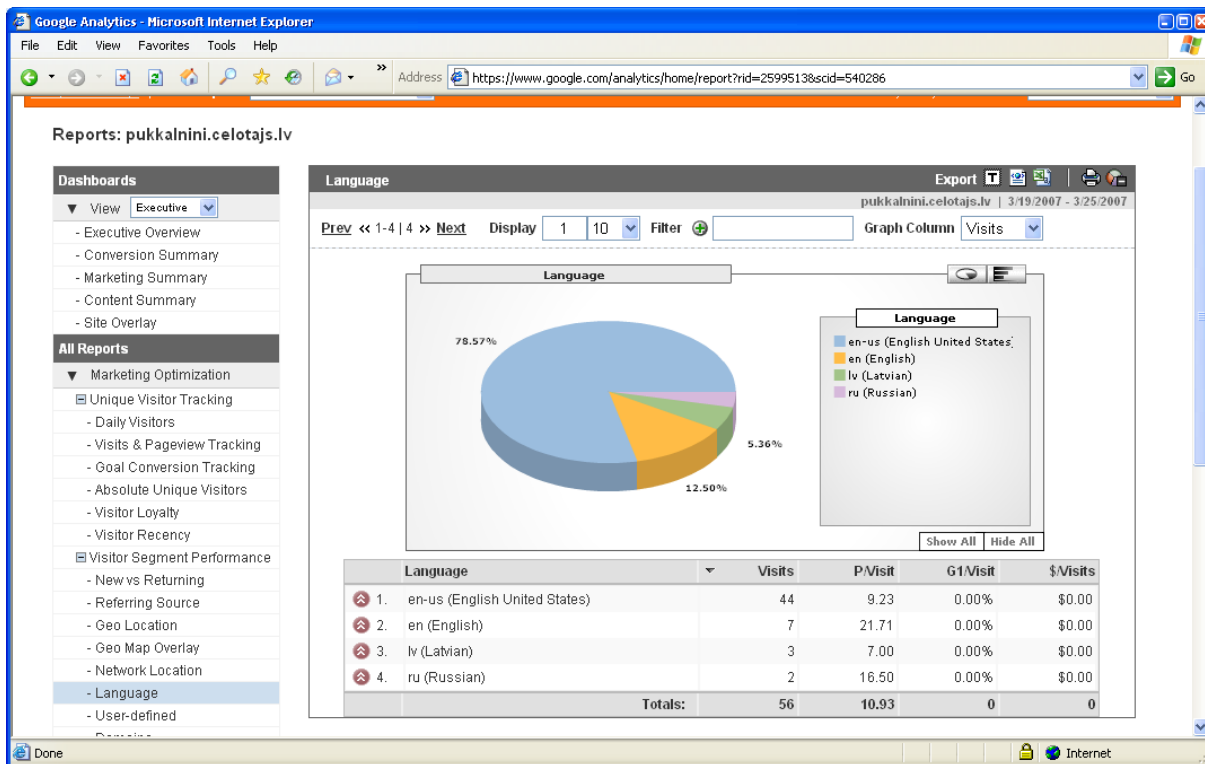 Google Analytics - Microsoft Internet Explorer
File Edit View Favorites Tools Help
» Address https://www.google.com/analytics/home/report?rid=2599513&scid=540286 Go
Reports: pukkalnini.celotajs.lv
Dashboards
▼ View Executive
- Executive Overview
- Conversion Summary
- Marketing Summary
- Content Summary
- Site Overlay
All Reports
▼ Marketing Optimization
Unique Visitor Tracking
- Daily Visitors
- Visits & Pageview Tracking
- Goal Conversion Tracking
- Absolute Unique Visitors
- Visitor Loyalty
- Visitor Recency
Visitor Segment Performance
- New vs Returning
- Referring Source
- Geo Location
- Geo Map Overlay
- Network Location
- Language
- User-defined
Language Export T
pukkalnini.celotajs.lv | 3/19/2007 - 3/25/2007
Prev « 1-4 | 4 » Next Display 1 10 Filter Graph Column Visits
Language
78.57%
5.36%
12.50%
Language
en-us (English United States)
en (English)
lv (Latvian)
ru (Russian)
Show All Hide All
Language Visits P/Visit G1/Visit $/Visits
1. en-us (English United States) 44 9.23 0.00% $0.00
2. en (English) 7 21.71 0.00% $0.00
3. lv (Latvian) 3 7.00 0.00% $0.00
4. ru (Russian) 2 16.50 0.00% $0.00
Totals: 56 10.93 0 0
Done Internet